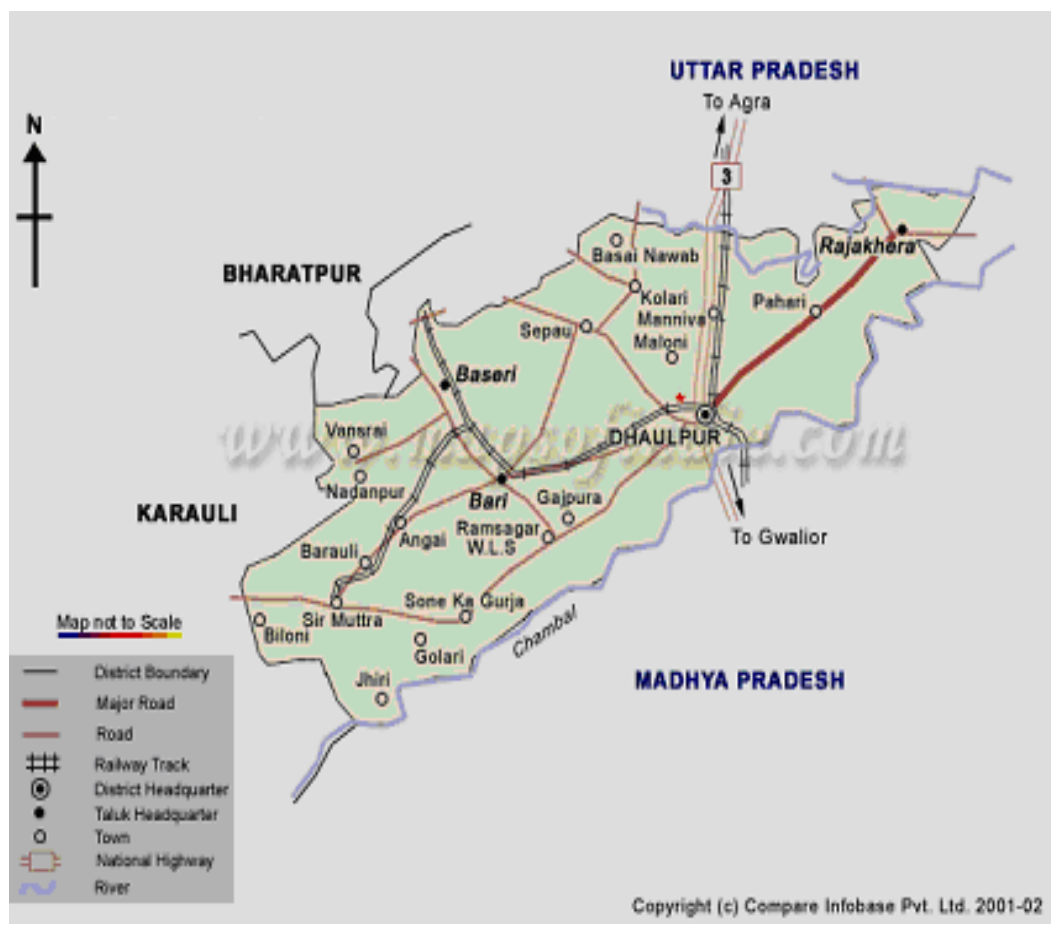 UTTAR PRADESH
To Agra
N
3
Rajakhera
Basai Nawab
BHARATPUR
Kolari
Pahari
Manniva
Sepau
Maloni
Baseri
Vansrai
DHAULPUR
Nadanpur
Bari
Gajpura
KARAULI
Ramsagar
W.L.S
Angai
To Gwalior
Barauli
Sone Ka Gurja
Map not to Scale
Sir Muttra
Chambal
Biloni
Golari
Jhiri
MADHYA PRADESH
District Boundary
Major Road
Road
Railway Track
District Headquarter
Taluk Headquarter
Town
National Highway
River
Copyright (c) Compare Infobase Pvt. Ltd. 2001-02